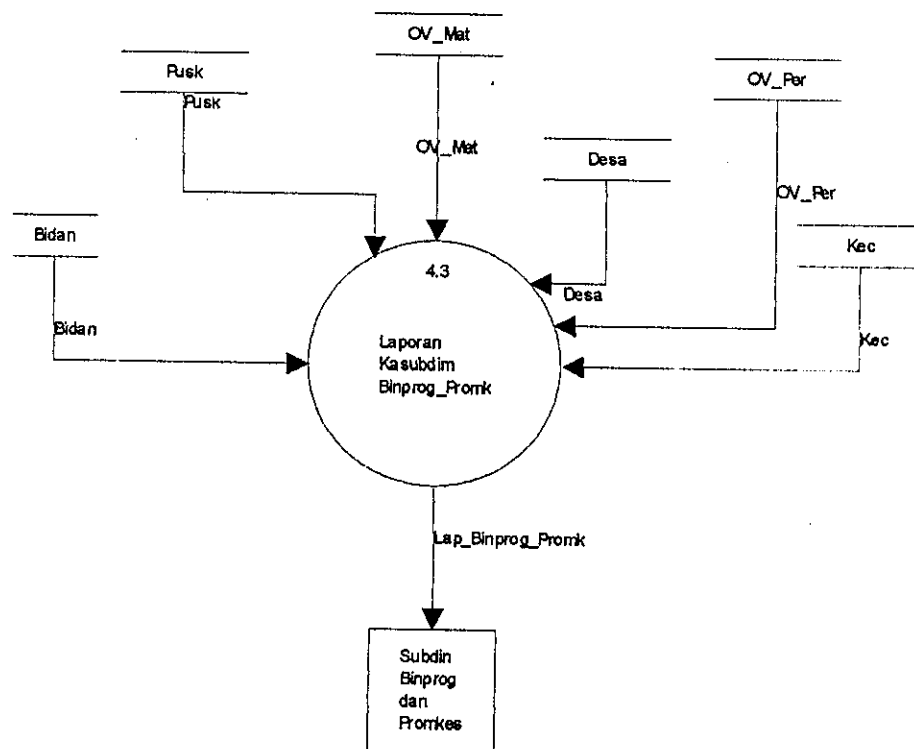 OV_Mat
Pusk
Pusk
OV_Per
OV_Mat
Desa
OV_Per
Bidan
Kec
4.3
Desa
Bidan
Kec
Laporan
Kasubdim
Binprog_Promk
Lap_Binprog_Promk
Subdin
Binprog
dan
Promkes